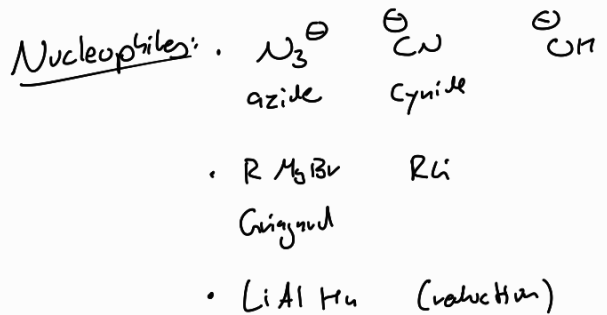 Nucleophiles: · N₃⊖ ⊖CN ⊖OH
azide Cynide
· R MgBr RLi
Grignard
· LiAlH₄ (reduction)